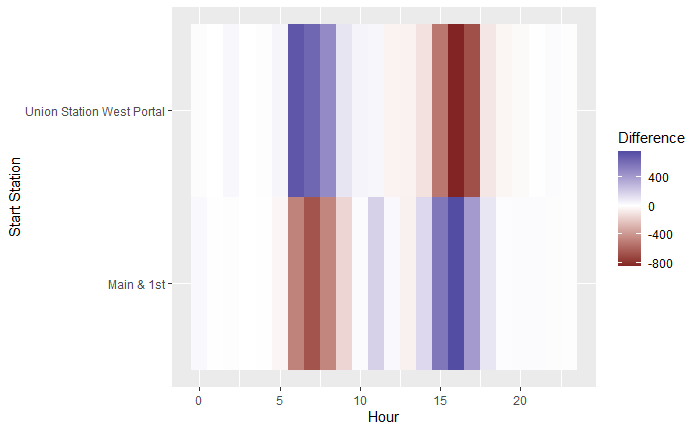 Union Station West Portal
Main & 1st
Start Station
0
5
10
15
20
Hour
Difference
400
0
-400
-800